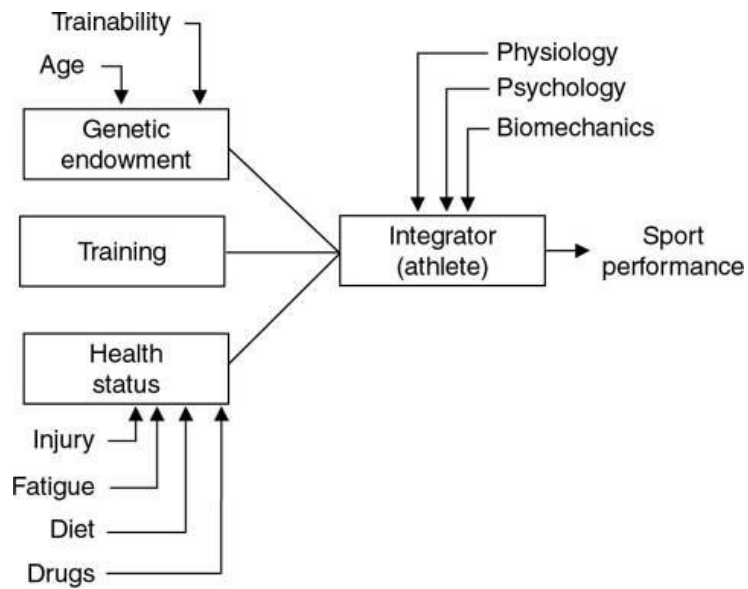 Trainability
Age
Genetic
endowment
Training
Health
status
Injury
Fatigue
Diet
Drugs
Physiology
Psychology
Biomechanics
Integrator
(athlete)
Sport
performance